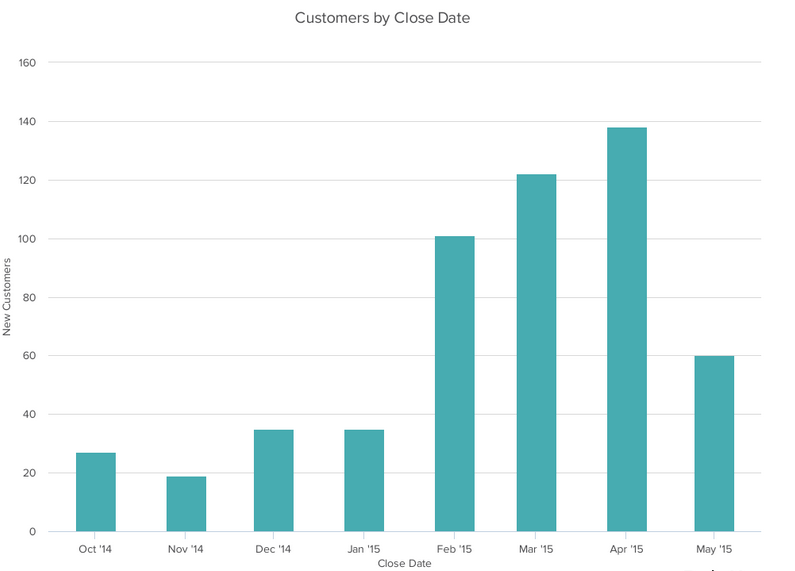 Customers by Close Date
160
140
120
100
80
60
40
20
0
New Customers
Oct '14 Nov '14 Dec '14 Jan '15 Feb '15 Mar '15 Apr '15 May '15
Close Date